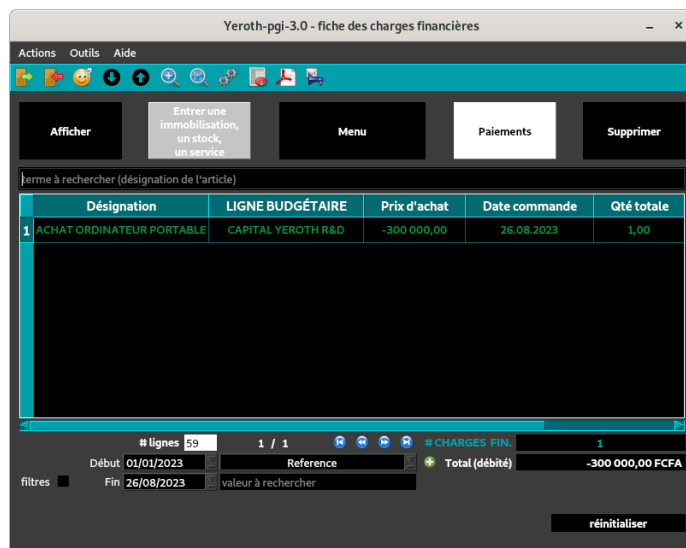 Yeroth-pgi-3.0 - fiche des charges financières
Actions Outils Aide
Afficher
Entrer une
immobilisation,
un stock,
un service
Menu
Paiements
Supprimer
terme à rechercher (désignation de l'article)
Désignation LIGNE BUDGÉTAIRE Prix d'achat Date commande Qté totale
1 ACHAT ORDINATEUR PORTABLE CAPITAL YEROTH R&D -300 000,00 26.08.2023 1,00
# lignes 59 1 / 1 # CHARGES FIN. 1
Début 01/01/2023 Reference Total (débité) -300 000,00 FCFA
filtres Fin 26/08/2023 valeur à rechercher
réinitialiser